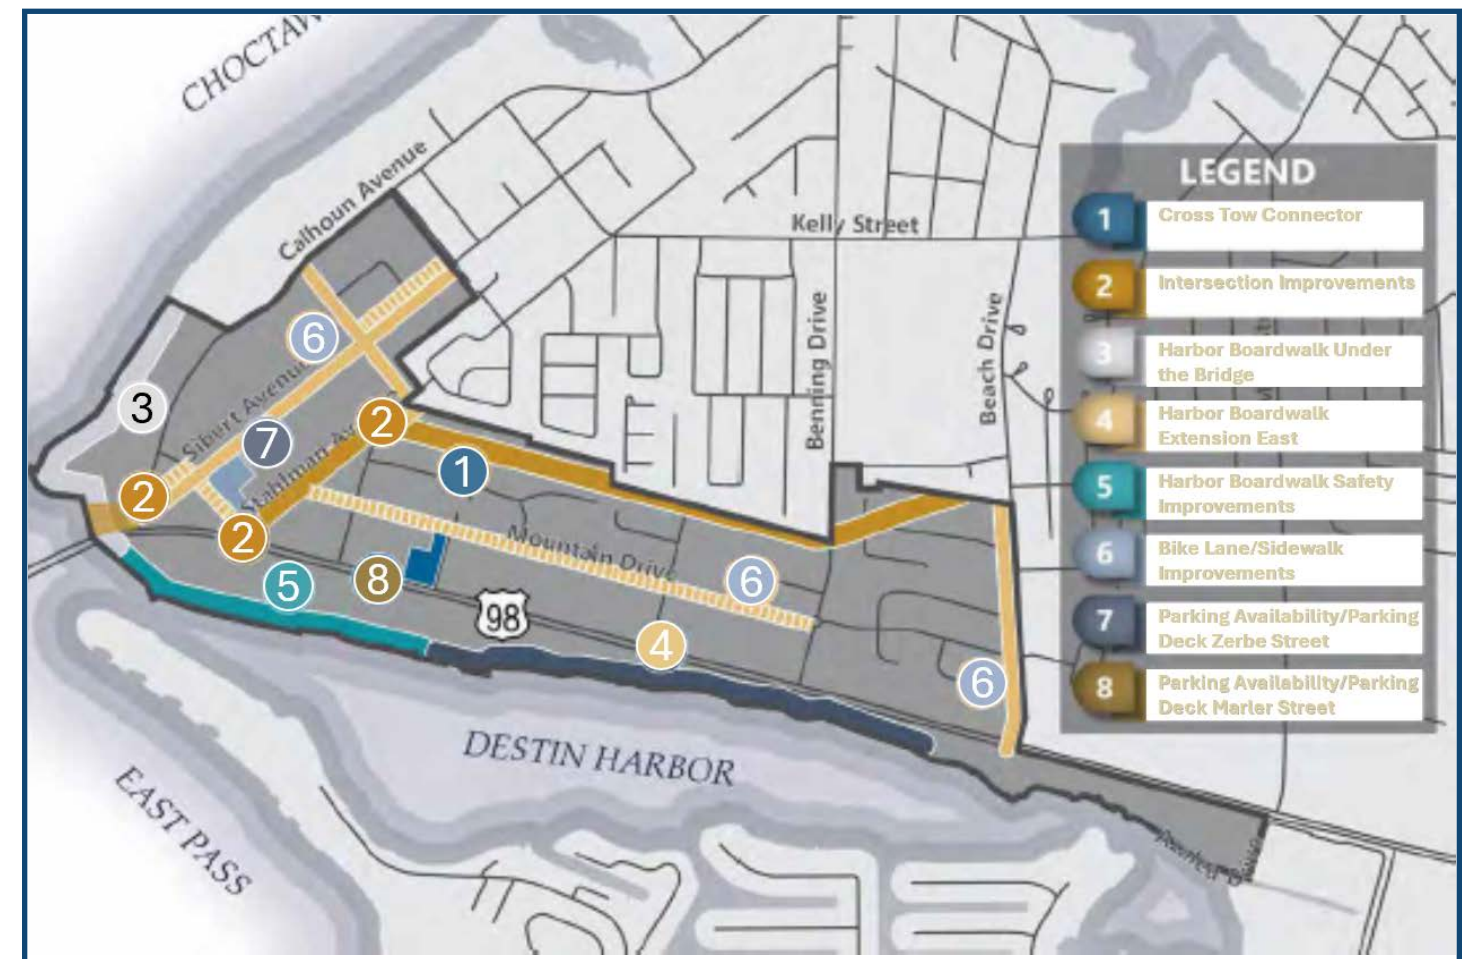 CHOCTAW
Calhoun Avenue
Kelly Street
Benning Drive
Beach Drive
6
3
Sibert Avenue
7
2
Stahlman Av
2
2
1
Mountain Drive
5
8
98
6
4
6
DESTIN HARBOR
EAST PASS
LEGEND
1 Cross Tow Connector
2 Intersection Improvements
3 Harbor Boardwalk Under
the Bridge
4 Harbor Boardwalk
Extension East
5 Harbor Boardwalk Safety
Improvements
6 Bike Lane/Sidewalk
Improvements
7 Parking Availability/Parking
Deck Zerbe Street
8 Parking Availability/Parking
Deck Marler Street